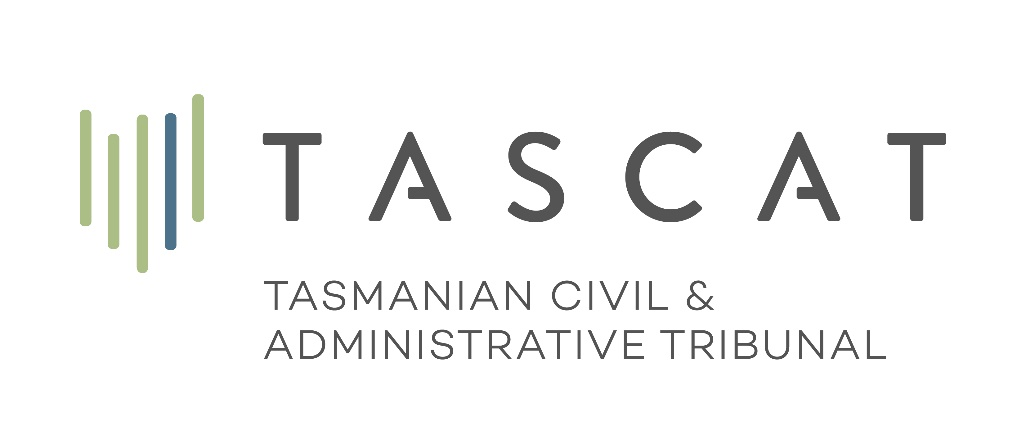 TASCAT
TASMANIAN CIVIL &
ADMINISTRATIVE TRIBUNAL